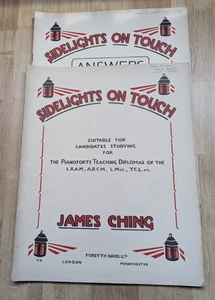 SIDELIGHTS ON TOUCH
ANSWERS
SIDELIGHTS ON TOUCH
SUITABLE FOR
CANDIDATES STUDYING
FOR
THE PIANOFORTE TEACHING DIPLOMAS OF THE
L.R.A.M., A.R.C.M., L.MUS., T.C.L. ETC.
JAMES CHING
FORSYTH BROS. LTD
LONDON MANCHESTER